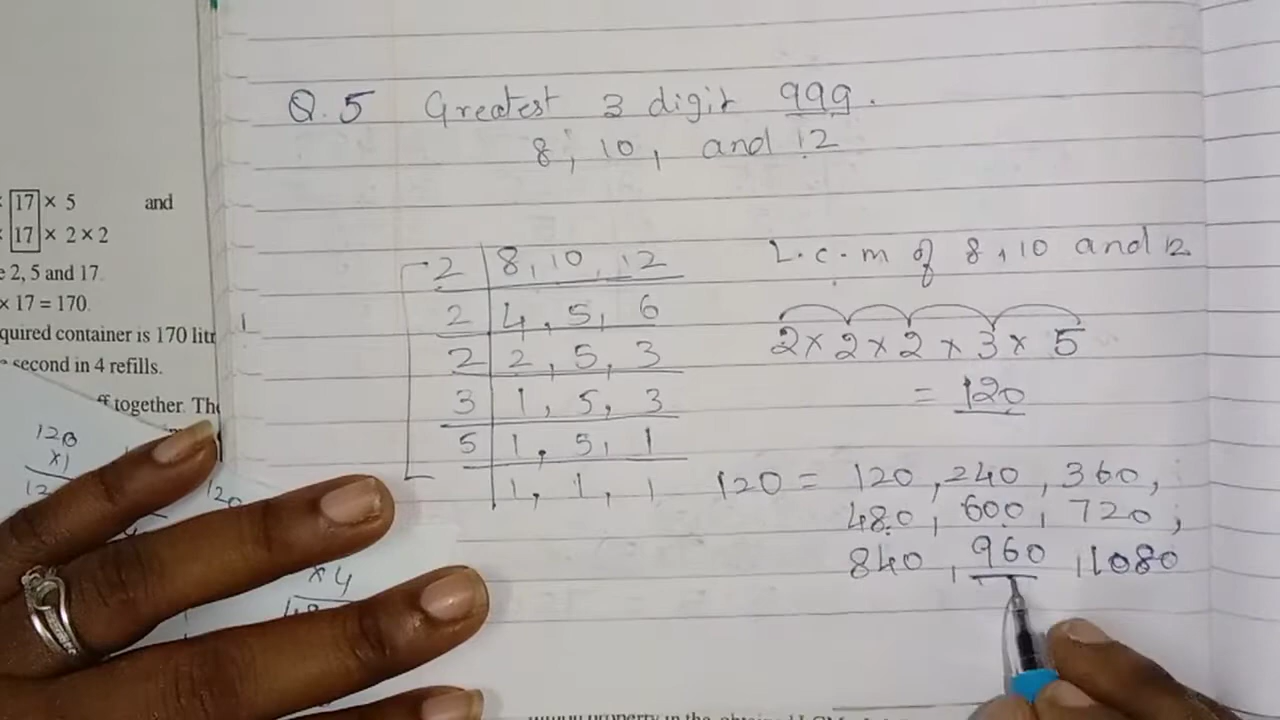 Q.5 Greatest 3 digit 999.
8, 10, and 12
17 × 5 and
17 × 2 × 2
2, 5 and 17
× 17 = 170.
container is 170
second in 4 refills.
together.
2 | 8, 10, 12
2 | 4, 5, 6
2 | 2, 5, 3
3 | 1, 5, 3
5 | 1, 5, 1
1, 1, 1
L.c.m of 8, 10 and 12
2 × 2 × 2 × 3 × 5
= 120
120 = 120, 240, 360,
480, 600, 720,
840, 960, 1080
120
×1
120
×4